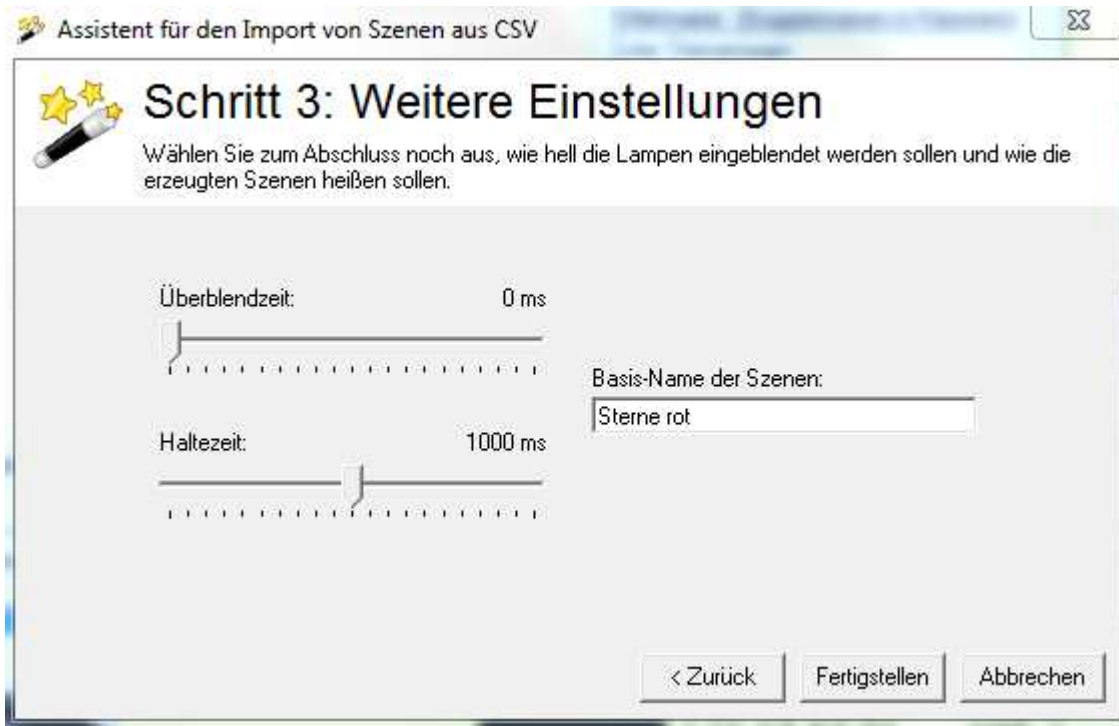 Assistent für den Import von Szenen aus CSV
Schritt 3: Weitere Einstellungen
Wählen Sie zum Abschluss noch aus, wie hell die Lampen eingeblendet werden sollen und wie die
erzeugten Szenen heißen sollen.
Überblendzeit: 0 ms
Basis-Name der Szenen:
Sterne rot
Haltezeit: 1000 ms
< Zurück Fertigstellen Abbrechen